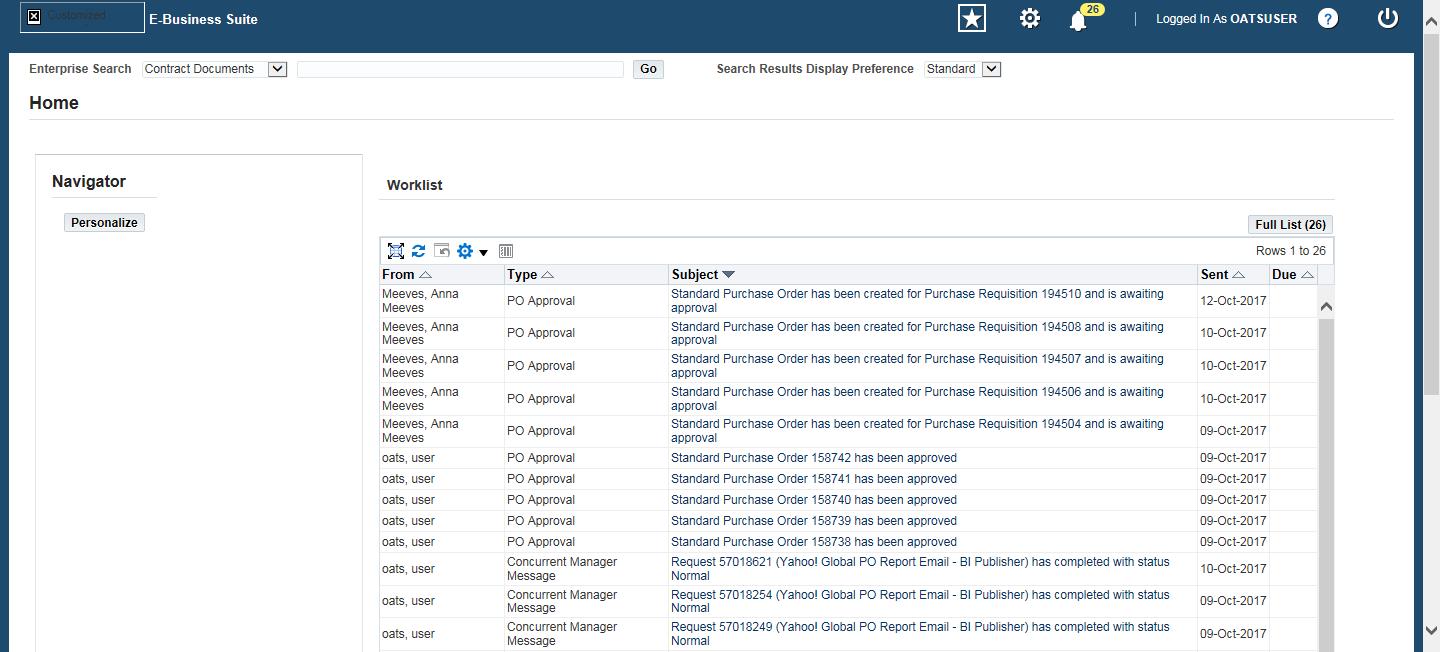 Customized
E-Business Suite
26
Logged In As OATSUSER
?
Enterprise Search Contract Documents Go Search Results Display Preference Standard
Home
Navigator
Personalize
Worklist
Full List (26)
Rows 1 to 26
From Type Subject Sent Due
Meeves, Anna
Meeves
PO Approval
Standard Purchase Order has been created for Purchase Requisition 194510 and is awaiting
approval
12-Oct-2017
Meeves, Anna
Meeves
PO Approval
Standard Purchase Order has been created for Purchase Requisition 194508 and is awaiting
approval
10-Oct-2017
Meeves, Anna
Meeves
PO Approval
Standard Purchase Order has been created for Purchase Requisition 194507 and is awaiting
approval
10-Oct-2017
Meeves, Anna
Meeves
PO Approval
Standard Purchase Order has been created for Purchase Requisition 194506 and is awaiting
approval
10-Oct-2017
Meeves, Anna
Meeves
PO Approval
Standard Purchase Order has been created for Purchase Requisition 194504 and is awaiting
approval
09-Oct-2017
oats, user PO Approval Standard Purchase Order 158742 has been approved 09-Oct-2017
oats, user PO Approval Standard Purchase Order 158741 has been approved 09-Oct-2017
oats, user PO Approval Standard Purchase Order 158740 has been approved 09-Oct-2017
oats, user PO Approval Standard Purchase Order 158739 has been approved 09-Oct-2017
oats, user PO Approval Standard Purchase Order 158738 has been approved 09-Oct-2017
oats, user
Concurrent Manager
Message
Request 57018621 (Yahoo! Global PO Report Email - BI Publisher) has completed with status
Normal
10-Oct-2017
oats, user
Concurrent Manager
Message
Request 57018254 (Yahoo! Global PO Report Email - BI Publisher) has completed with status
Normal
09-Oct-2017
oats, user
Concurrent Manager
Message
Request 57018249 (Yahoo! Global PO Report Email - BI Publisher) has completed with status
Normal
09-Oct-2017